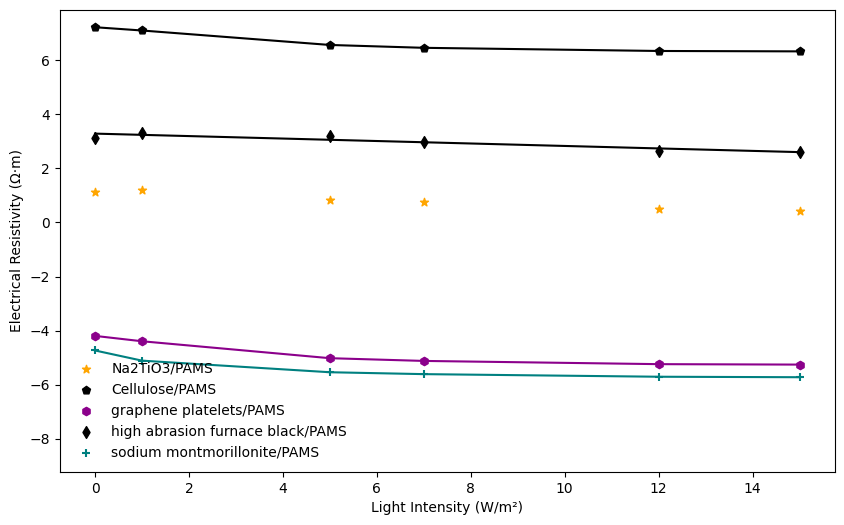 6
4
2
0
−2
−4
−6
−8
Electrical Resistivity (Ω·m)
Na2TiO3/PAMS
Cellulose/PAMS
graphene platelets/PAMS
high abrasion furnace black/PAMS
sodium montmorillonite/PAMS
0 2 4 6 8 10 12 14
Light Intensity (W/m²)